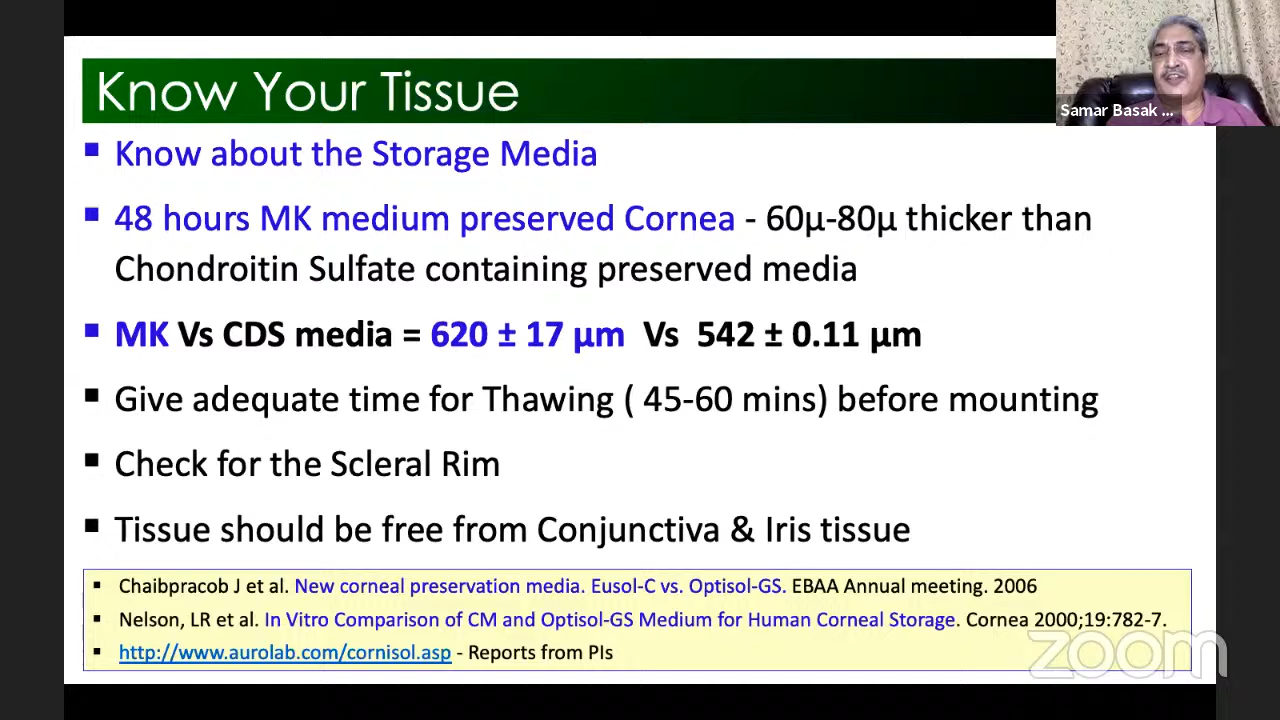 Know Your Tissue
Samar Basak ...
▪ Know about the Storage Media
▪ 48 hours MK medium preserved Cornea - 60µ-80µ thicker than
Chondroitin Sulfate containing preserved media
▪ MK Vs CDS media = 620 ± 17 µm Vs 542 ± 0.11 µm
▪ Give adequate time for Thawing ( 45-60 mins) before mounting
▪ Check for the Scleral Rim
▪ Tissue should be free from Conjunctiva & Iris tissue
▪ Chaibpracob J et al. New corneal preservation media. Eusol-C vs. Optisol-GS. EBAA Annual meeting. 2006
▪ Nelson, LR et al. In Vitro Comparison of CM and Optisol-GS Medium for Human Corneal Storage. Cornea 2000;19:782-7.
▪ http://www.aurolab.com/cornisol.asp - Reports from PIs
zoom